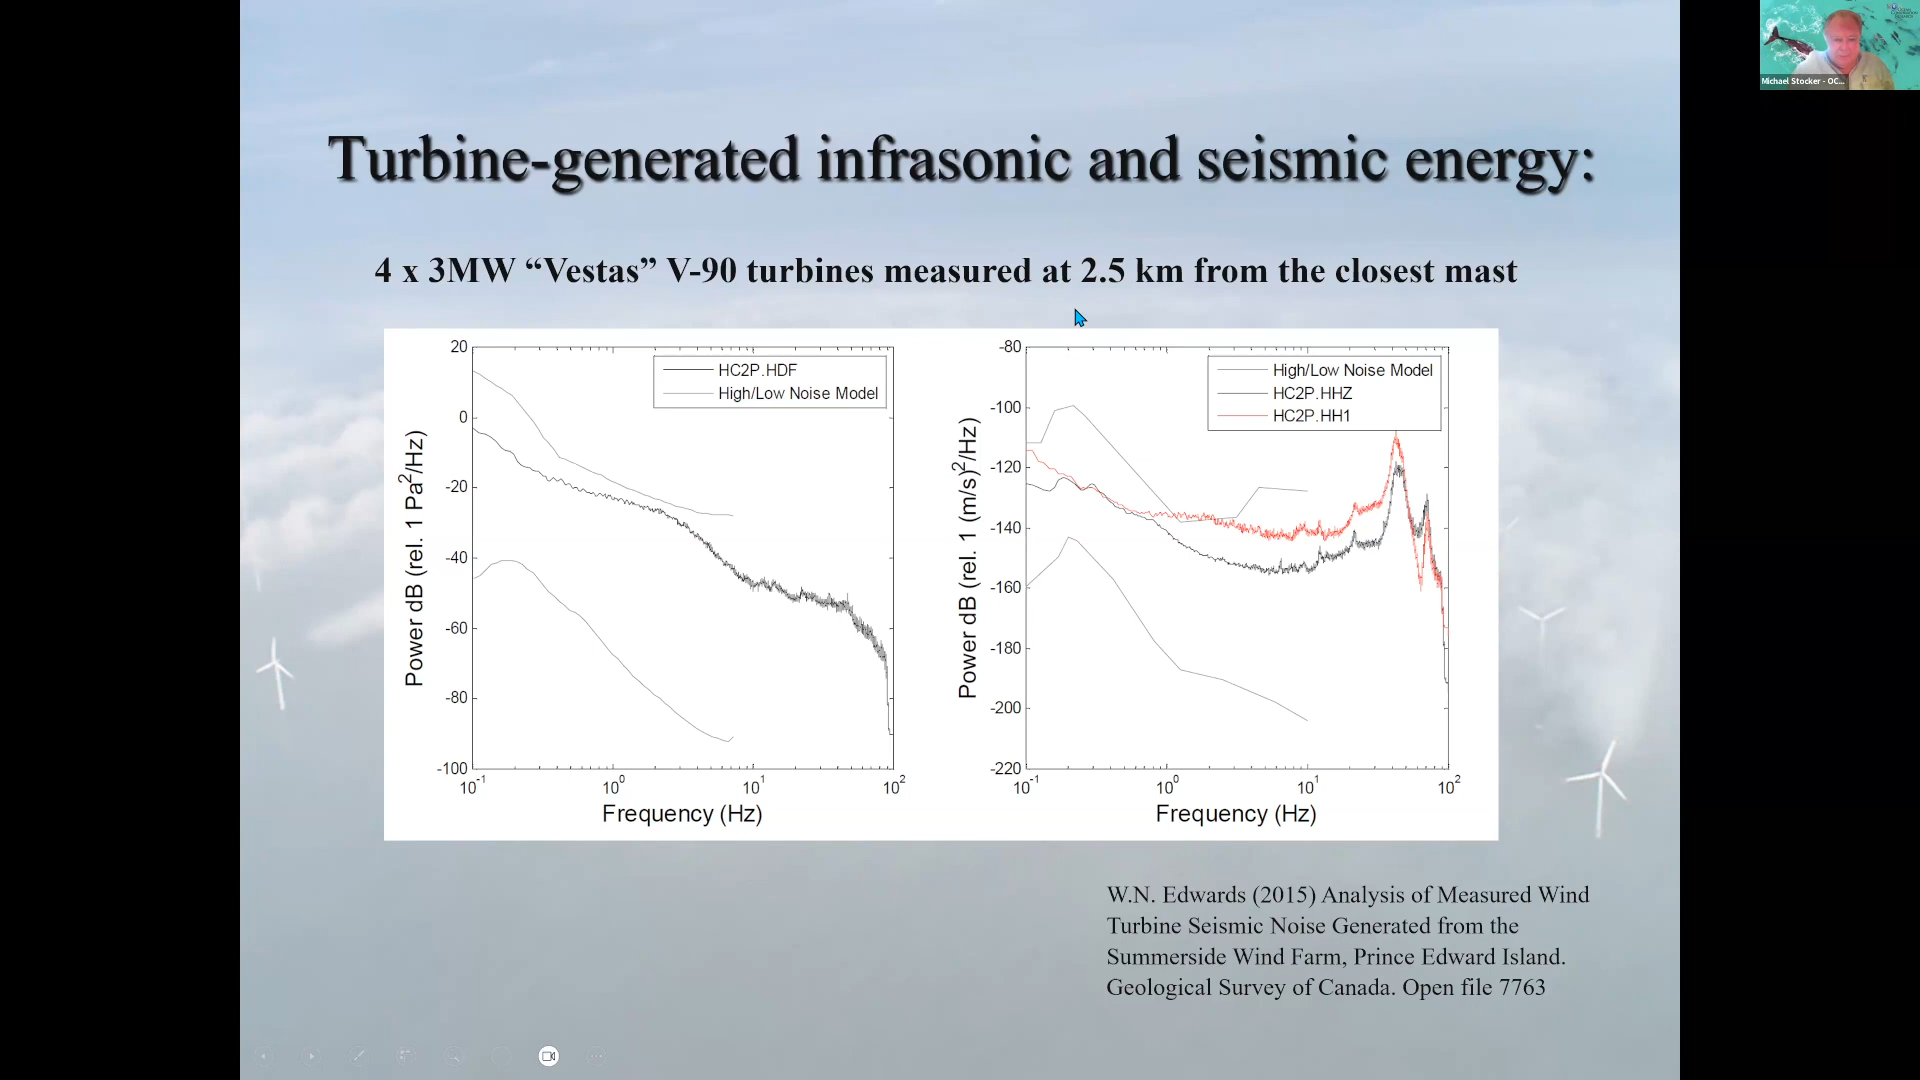 Michael Stocker - OC...
Turbine-generated infrasonic and seismic energy:
4 x 3MW “Vestas” V-90 turbines measured at 2.5 km from the closest mast
20
0
-20
-40
-60
-80
-100
Power dB (rel. 1 Pa²/Hz)
HC2P.HDF
High/Low Noise Model
10⁻¹ 10⁰ 10¹ 10²
Frequency (Hz)
-80
-100
-120
-140
-160
-180
-200
-220
Power dB (rel. 1 (m/s)²/Hz)
High/Low Noise Model
HC2P.HHZ
HC2P.HH1
10⁻¹ 10⁰ 10¹ 10²
Frequency (Hz)
W.N. Edwards (2015) Analysis of Measured Wind
Turbine Seismic Noise Generated from the
Summerside Wind Farm, Prince Edward Island.
Geological Survey of Canada. Open file 7763